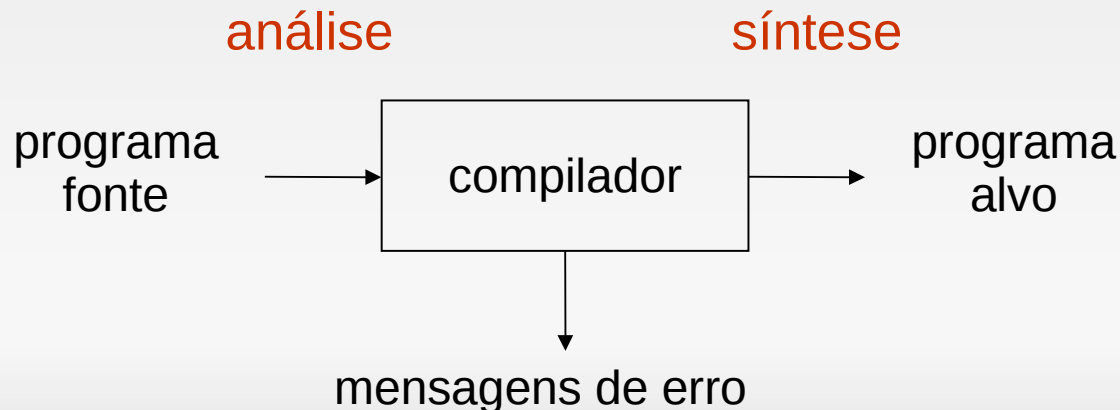 análise
síntese
programa
fonte
compilador
programa
alvo
mensagens de erro